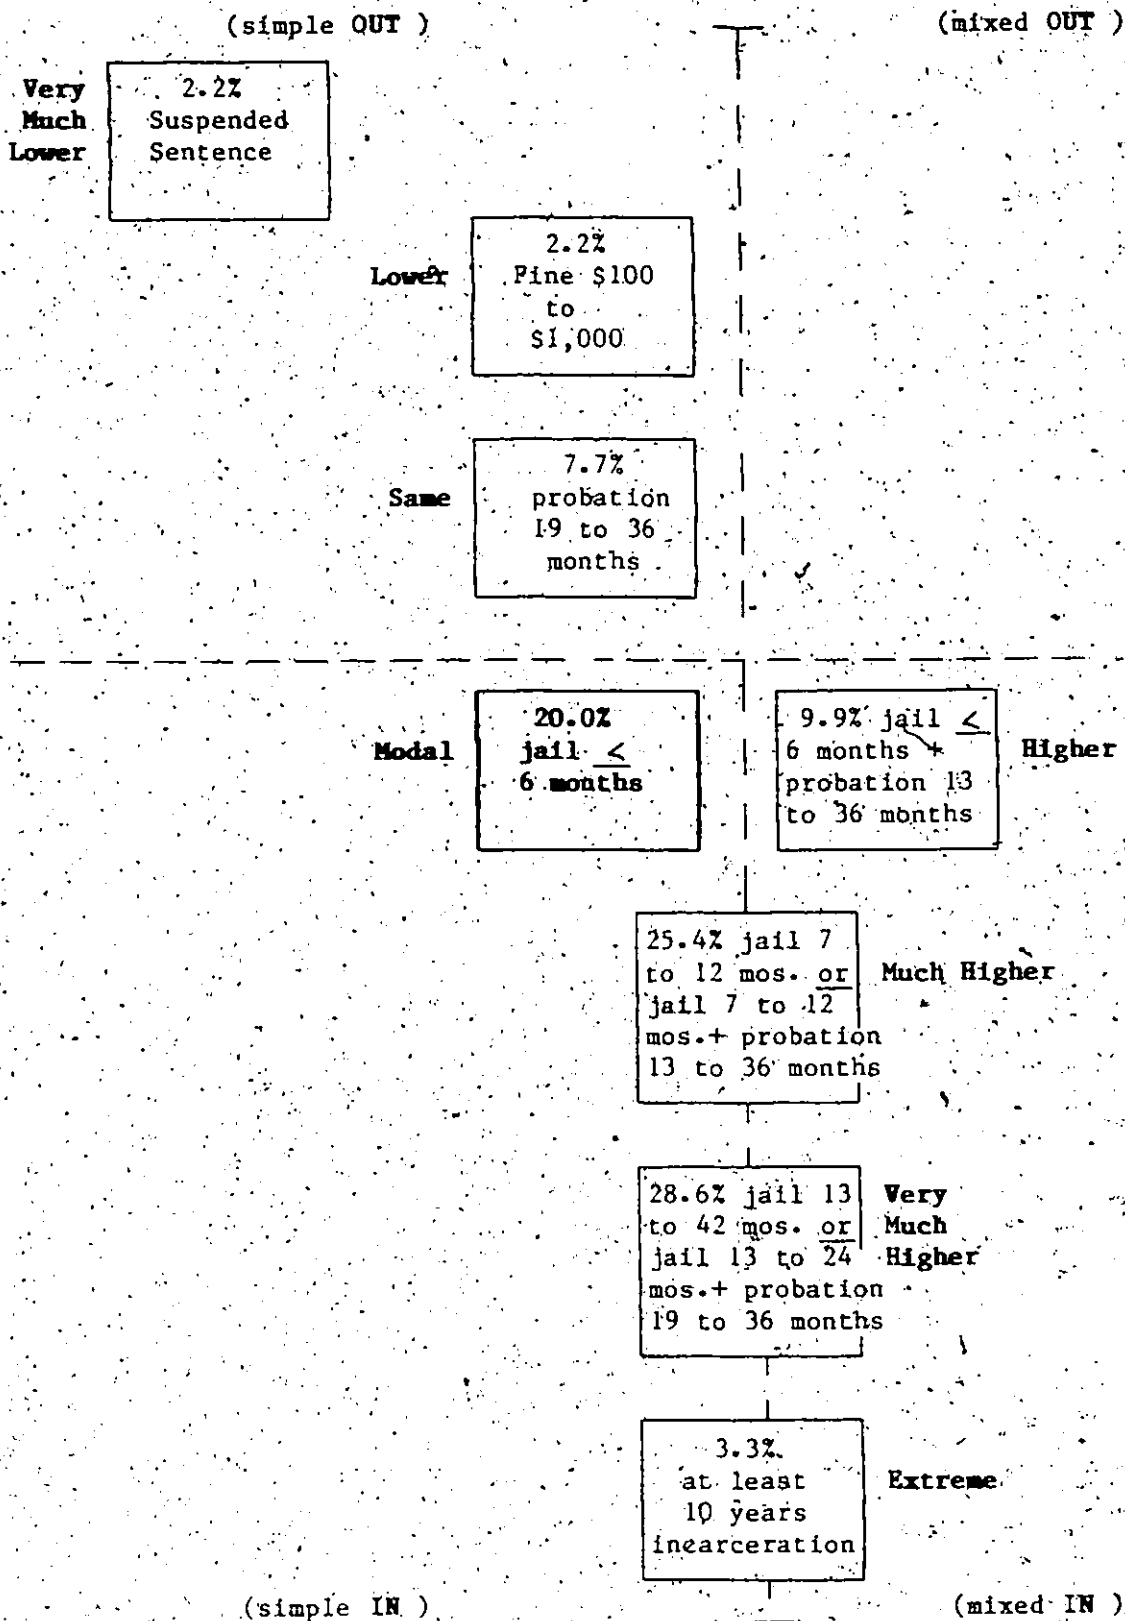 (simple OUT ) (mixed OUT )
Very
Much
Lower
2.2%
Suspended
Sentence
Lower
2.2%
Fine $100
to
$1,000
Same
7.7%
probation
19 to 36
months
Modal
20.0%
jail <
6 months
9.9% jail <
6 months +
probation 13
to 36 months
Higher
25.4% jail 7
to 12 mos. or
jail 7 to 12
mos.+ probation
13 to 36 months
Much Higher
28.6% jail 13
to 42 mos. or
jail 13 to 24
mos.+ probation
19 to 36 months
Very
Much
Higher
3.3%
at least
10 years
incarceration
Extreme
(simple IN ) (mixed IN )